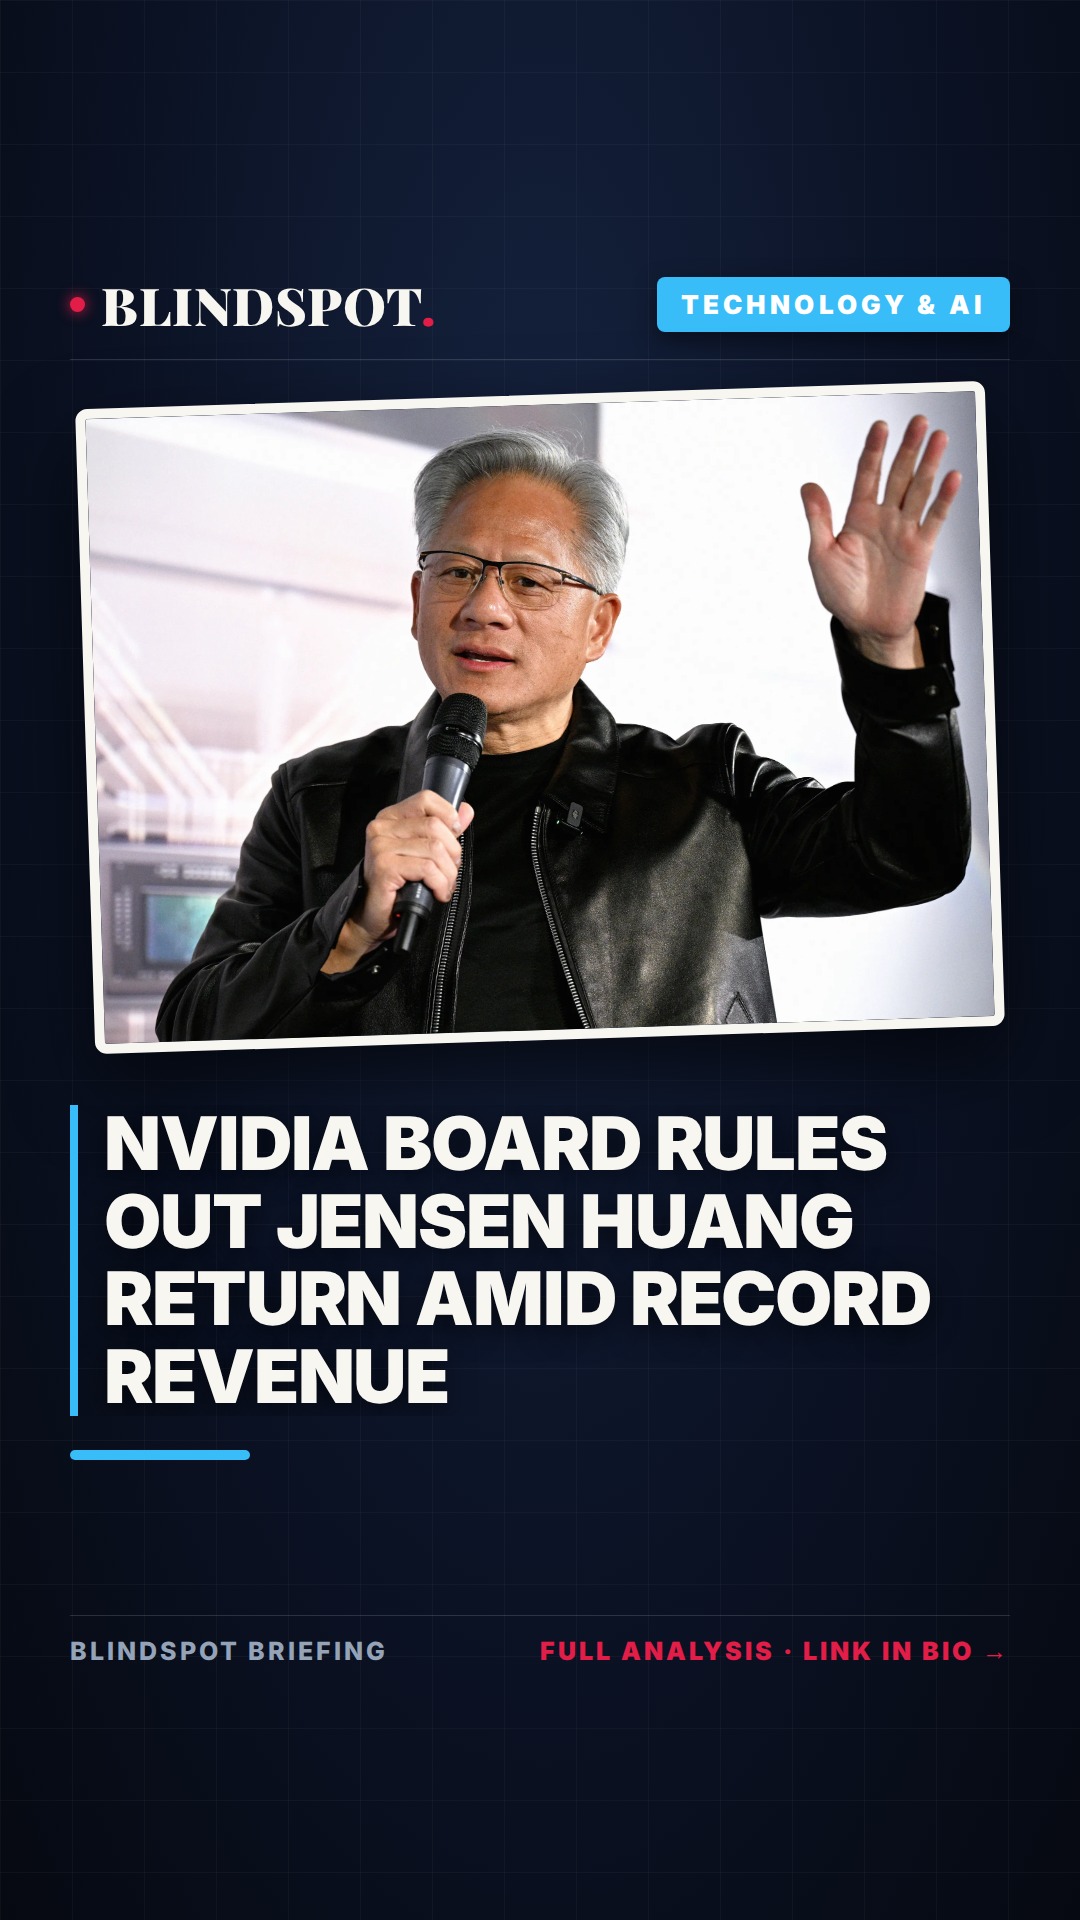 BLINDSPOT.
TECHNOLOGY & AI
NVIDIA BOARD RULES
OUT JENSEN HUANG
RETURN AMID RECORD
REVENUE
BLINDSPOT BRIEFING
FULL ANALYSIS · LINK IN BIO →